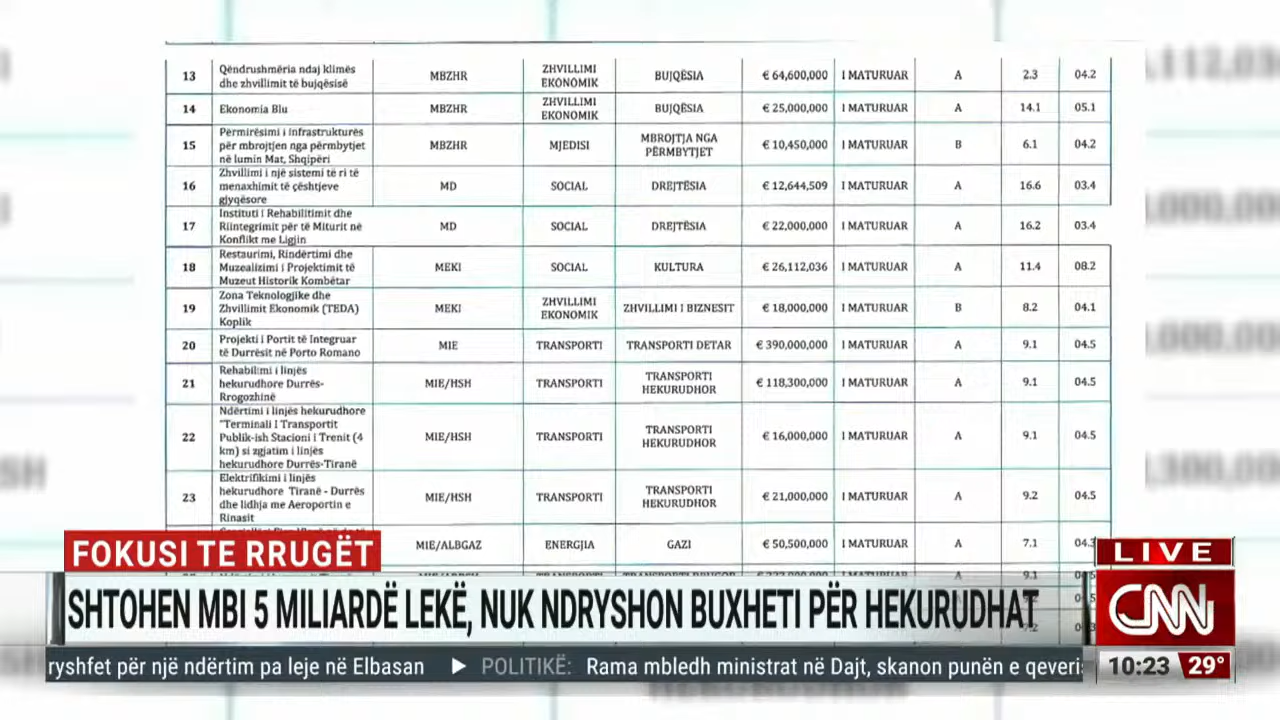 13 Qëndrushmëria ndaj klimës dhe zhvillimit të bujqësisë MBZHR ZHVILLIMI EKONOMIK BUJQËSIA € 64,600,000 I MATURUAR A 2.3 04.2
14 Ekonomia Blu MBZHR ZHVILLIMI EKONOMIK BUJQËSIA € 25,000,000 I MATURUAR A 14.1 05.1
15 Përmirësimi i infrastrukturës për mbrojtjen nga përmbytjet në lumin Mat, Shqipëri MBZHR MJEDISI MBROJTJA NGA PËRMBYTJET € 10,450,000 I MATURUAR B 6.1 04.2
16 Zhvillimi i një sistemi të ri të menaxhimit të çështjeve gjyqësore MD SOCIAL DREJTËSIA € 12,644,509 I MATURUAR A 16.6 03.4
17 Instituti i Rehabilitimit dhe Riintegrimit për të Miturit në Konflikt me Ligjin MD SOCIAL DREJTËSIA € 22,000,000 I MATURUAR A 16.2 03.4
18 Restaurimi, Rindërtimi dhe Muzealizimi i Projektimit të Muzeut Historik Kombëtar MEKI SOCIAL KULTURA € 26,112,036 I MATURUAR A 11.4 08.2
19 Zona Teknologjike dhe Zhvillimit Ekonomik (TEDA) Koplik MEKI ZHVILLIMI EKONOMIK ZHVILLIMI I BIZNESIT € 18,000,000 I MATURUAR B 8.2 04.1
20 Projekti i Portit të Integruar të Durrësit në Porto Romano MIE TRANSPORTI TRANSPORTI DETAR € 390,000,000 I MATURUAR A 9.1 04.5
21 Rehabilimi i linjës hekurudhore Durrës-Rrogozhinë MIE/HSH TRANSPORTI TRANSPORTI HEKURUDHOR € 118,300,000 I MATURUAR A 9.1 04.5
22 Ndërtimi i linjës hekurudhore "Terminali I Transportit Publik-ish Stacioni i Trenit (4 km) si zgjatim i linjës hekurudhore Durrës-Tiranë MIE/HSH TRANSPORTI TRANSPORTI HEKURUDHOR € 16,000,000 I MATURUAR A 9.1 04.5
23 Elektrifikimi i linjës hekurudhore Tiranë - Durrës dhe lidhja me Aeroportin e Rinasit MIE/HSH TRANSPORTI TRANSPORTI HEKURUDHOR € 21,000,000 I MATURUAR A 9.2 04.5
MIE/ALBGAZ ENERGJIA GAZI € 50,500,000 I MATURUAR A 7.1 04.3
FOKUSI TE RRUGËT
SHTOHEN MBI 5 MILIARDË LEKË, NUK NDRYSHON BUXHETI PËR HEKURUDHAT
LIVE
CNN
ryshfet për një ndërtim pa leje në Elbasan ▶ POLITIKË: Rama mbledh ministrat në Dajt, skanon punën e qeveris
10:23 29°